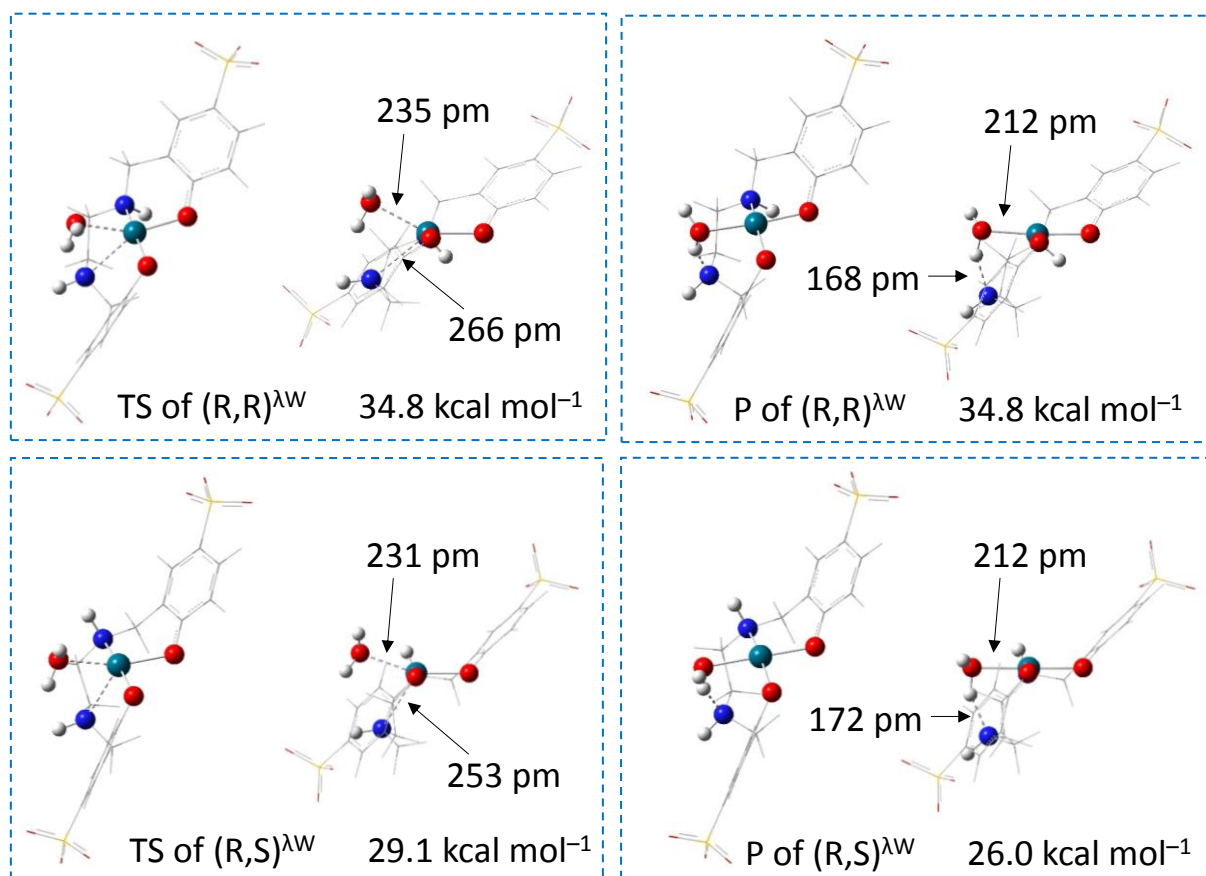 235 pm
266 pm
TS of (R,R)λW 34.8 kcal mol–1
212 pm
168 pm
P of (R,R)λW 34.8 kcal mol–1
231 pm
253 pm
TS of (R,S)λW 29.1 kcal mol–1
212 pm
172 pm
P of (R,S)λW 26.0 kcal mol–1